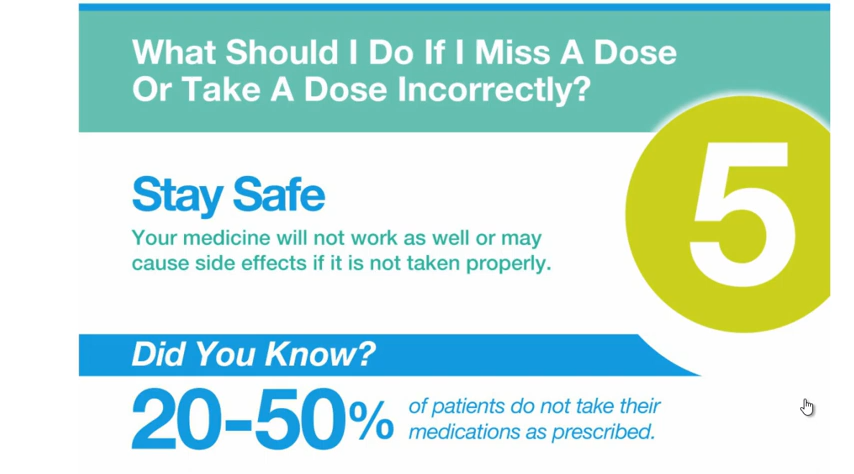 What Should I Do If I Miss A Dose
Or Take A Dose Incorrectly?
5
Stay Safe
Your medicine will not work as well or may
cause side effects if it is not taken properly.
Did You Know?
20-50% of patients do not take their
medications as prescribed.